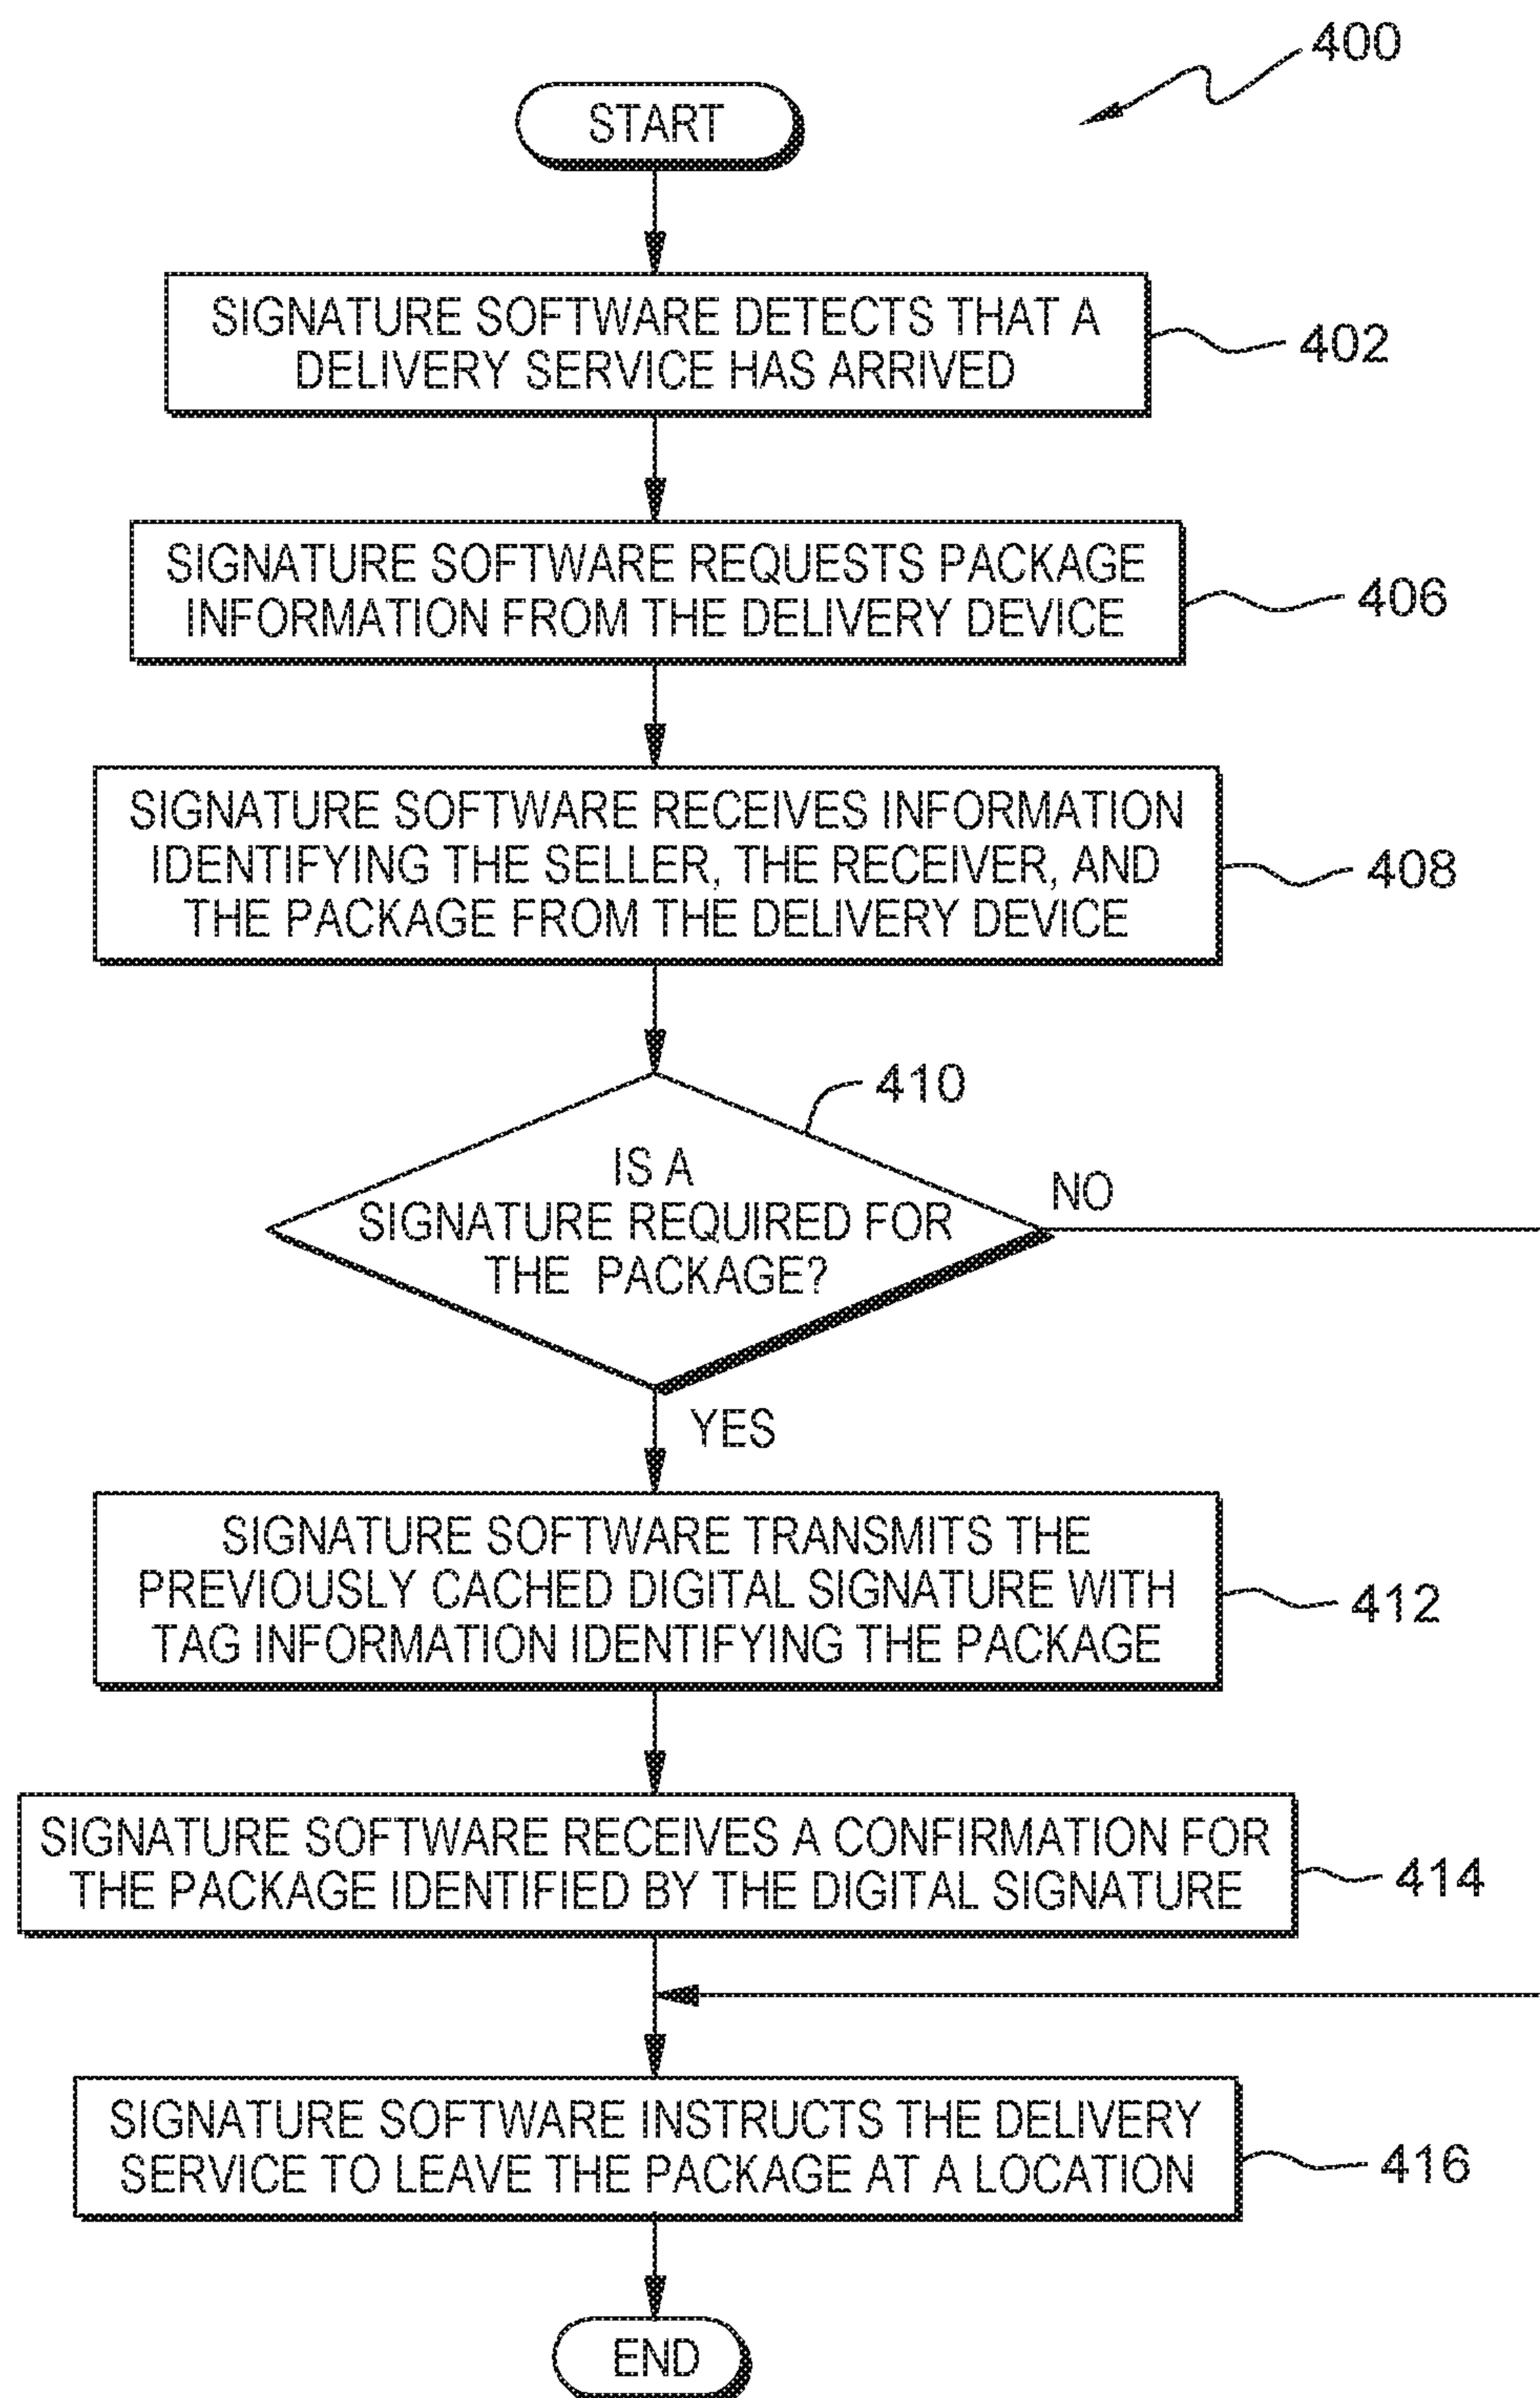 400
START
SIGNATURE SOFTWARE DETECTS THAT A
DELIVERY SERVICE HAS ARRIVED
402
SIGNATURE SOFTWARE REQUESTS PACKAGE
INFORMATION FROM THE DELIVERY DEVICE
406
SIGNATURE SOFTWARE RECEIVES INFORMATION
IDENTIFYING THE SELLER, THE RECEIVER, AND
THE PACKAGE FROM THE DELIVERY DEVICE
408
410
IS A
SIGNATURE REQUIRED FOR
THE PACKAGE?
NO
YES
SIGNATURE SOFTWARE TRANSMITS THE
PREVIOUSLY CACHED DIGITAL SIGNATURE WITH
TAG INFORMATION IDENTIFYING THE PACKAGE
412
SIGNATURE SOFTWARE RECEIVES A CONFIRMATION FOR
THE PACKAGE IDENTIFIED BY THE DIGITAL SIGNATURE
414
SIGNATURE SOFTWARE INSTRUCTS THE DELIVERY
SERVICE TO LEAVE THE PACKAGE AT A LOCATION
416
END